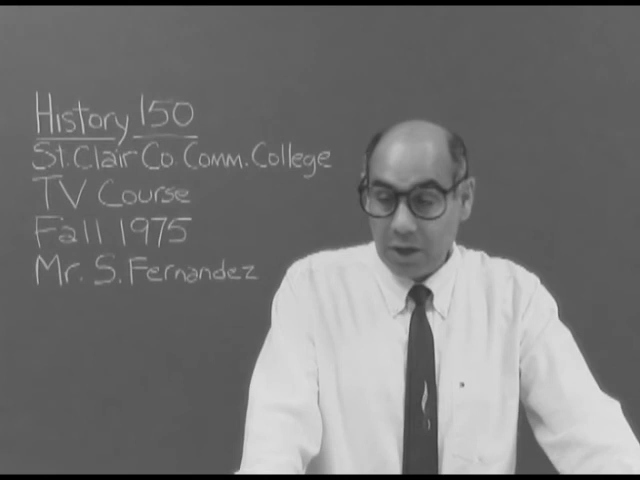 History 150
St. Clair Co. Comm. College
TV Course
Fall 1975
Mr. S. Fernandez